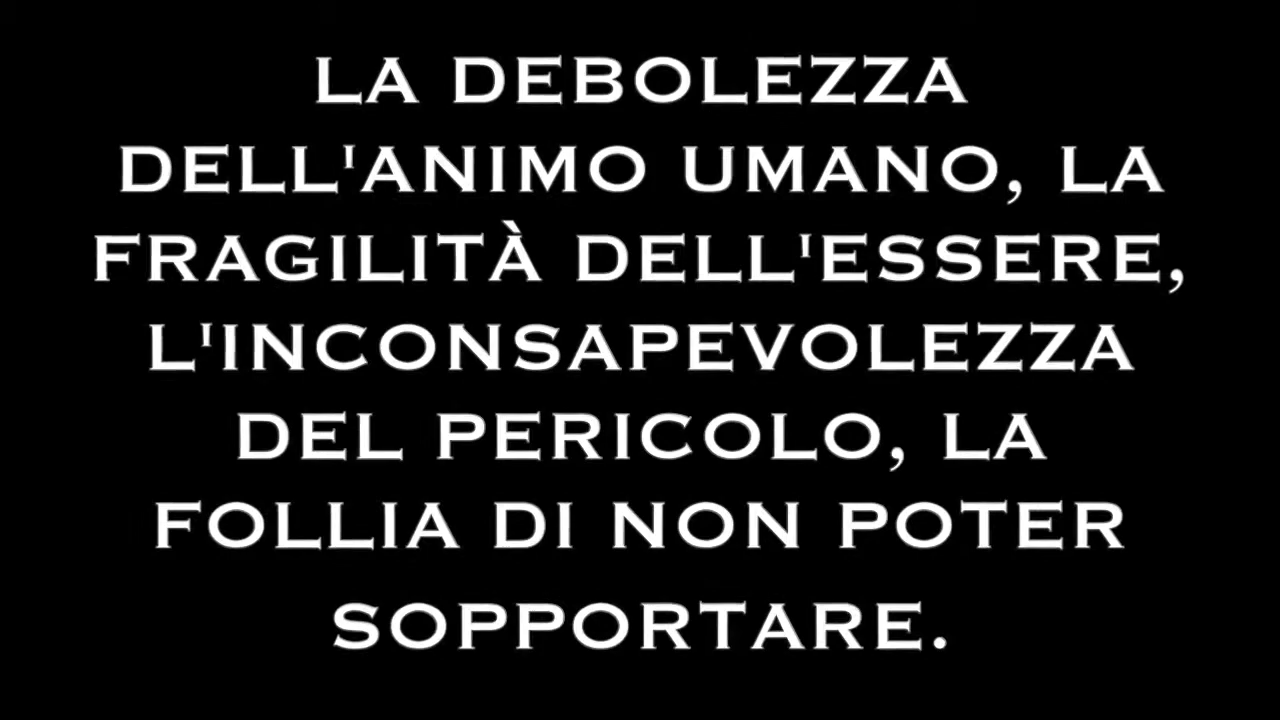 LA DEBOLEZZA
DELL'ANIMO UMANO, LA
FRAGILITÀ DELL'ESSERE,
L'INCONSAPEVOLEZZA
DEL PERICOLO, LA
FOLLIA DI NON POTER
SOPPORTARE.